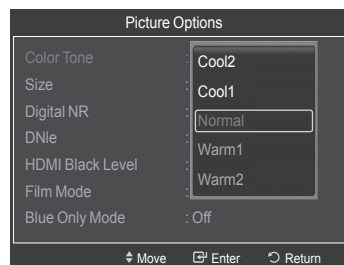 Picture Options
Color Tone :
Size :
Digital NR :
DNIe :
HDMI Black Level :
Film Mode :
Blue Only Mode : Off
Cool2
Cool1
Normal
Warm1
Warm2
Move Enter Return